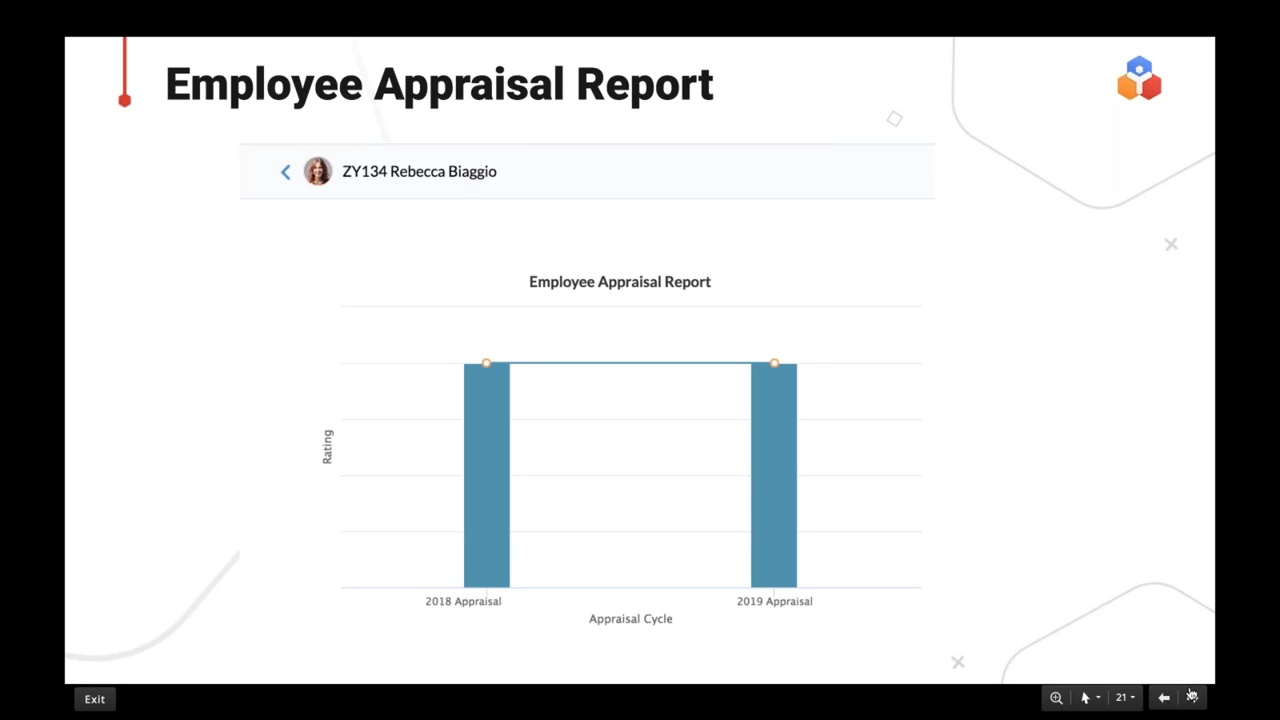 Employee Appraisal Report
ZY134 Rebecca Biaggio
Employee Appraisal Report
Rating
2018 Appraisal
2019 Appraisal
Appraisal Cycle
Exit
21